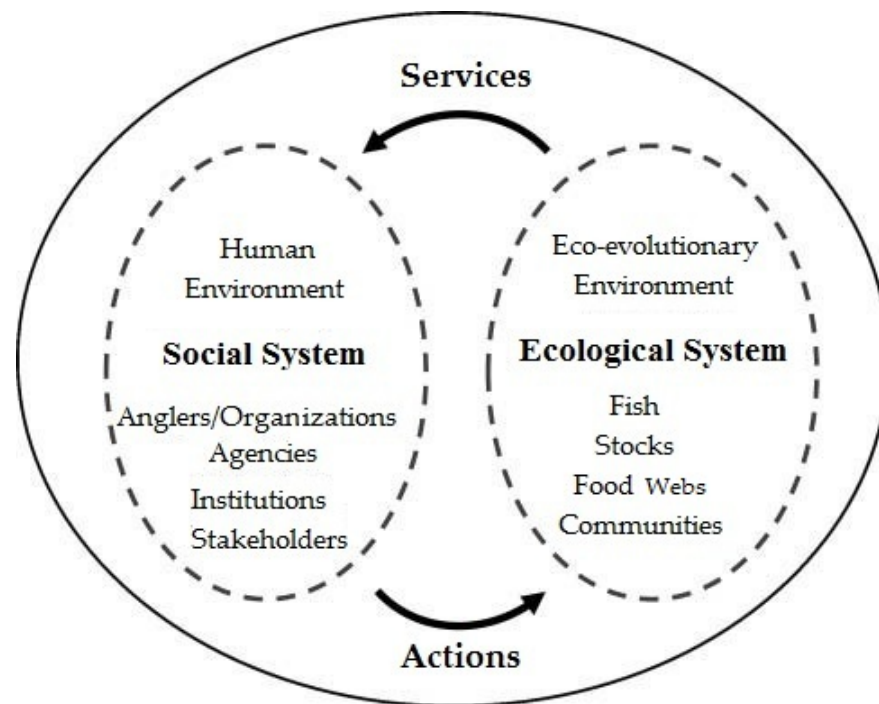 Services
Human
Environment
Social System
Anglers/Organizations
Agencies
Institutions
Stakeholders
Eco-evolutionary
Environment
Ecological System
Fish
Stocks
Food Webs
Communities
Actions